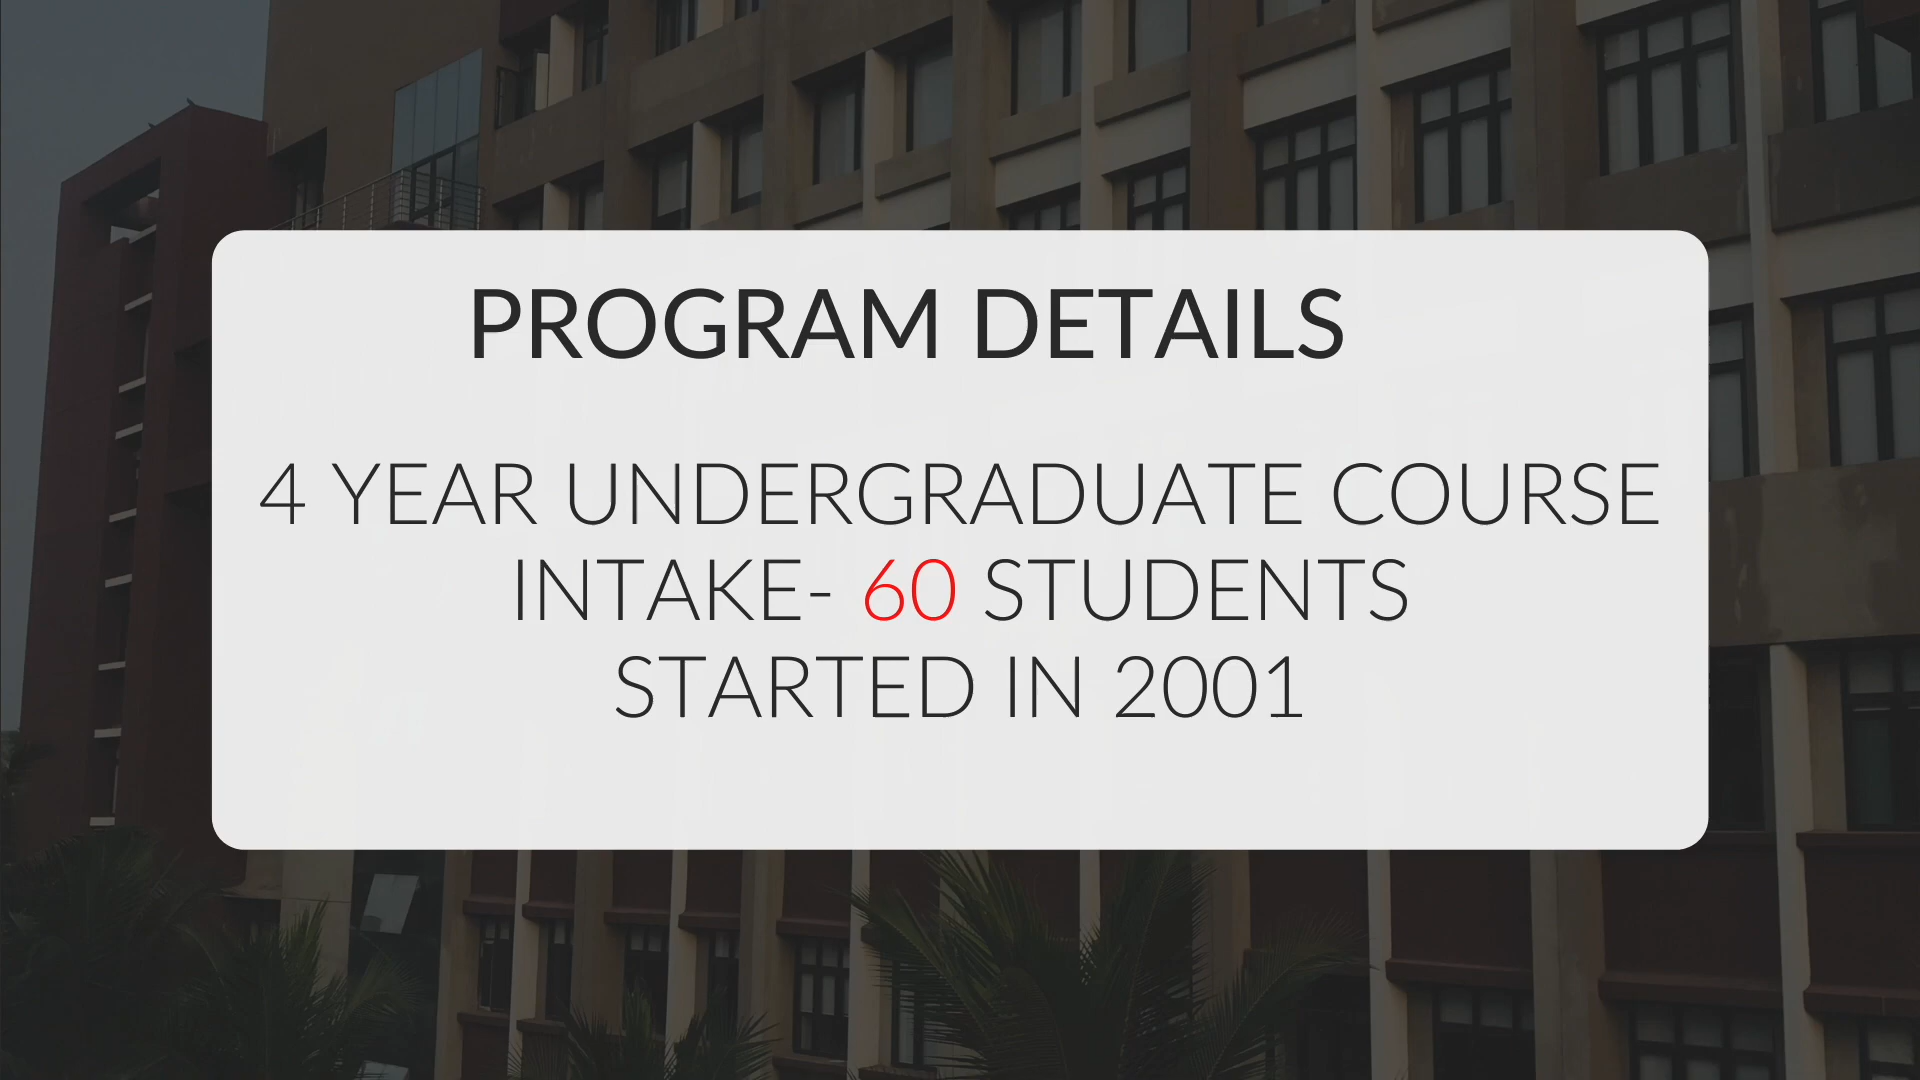 PROGRAM DETAILS
4 YEAR UNDERGRADUATE COURSE
INTAKE- 60 STUDENTS
STARTED IN 2001